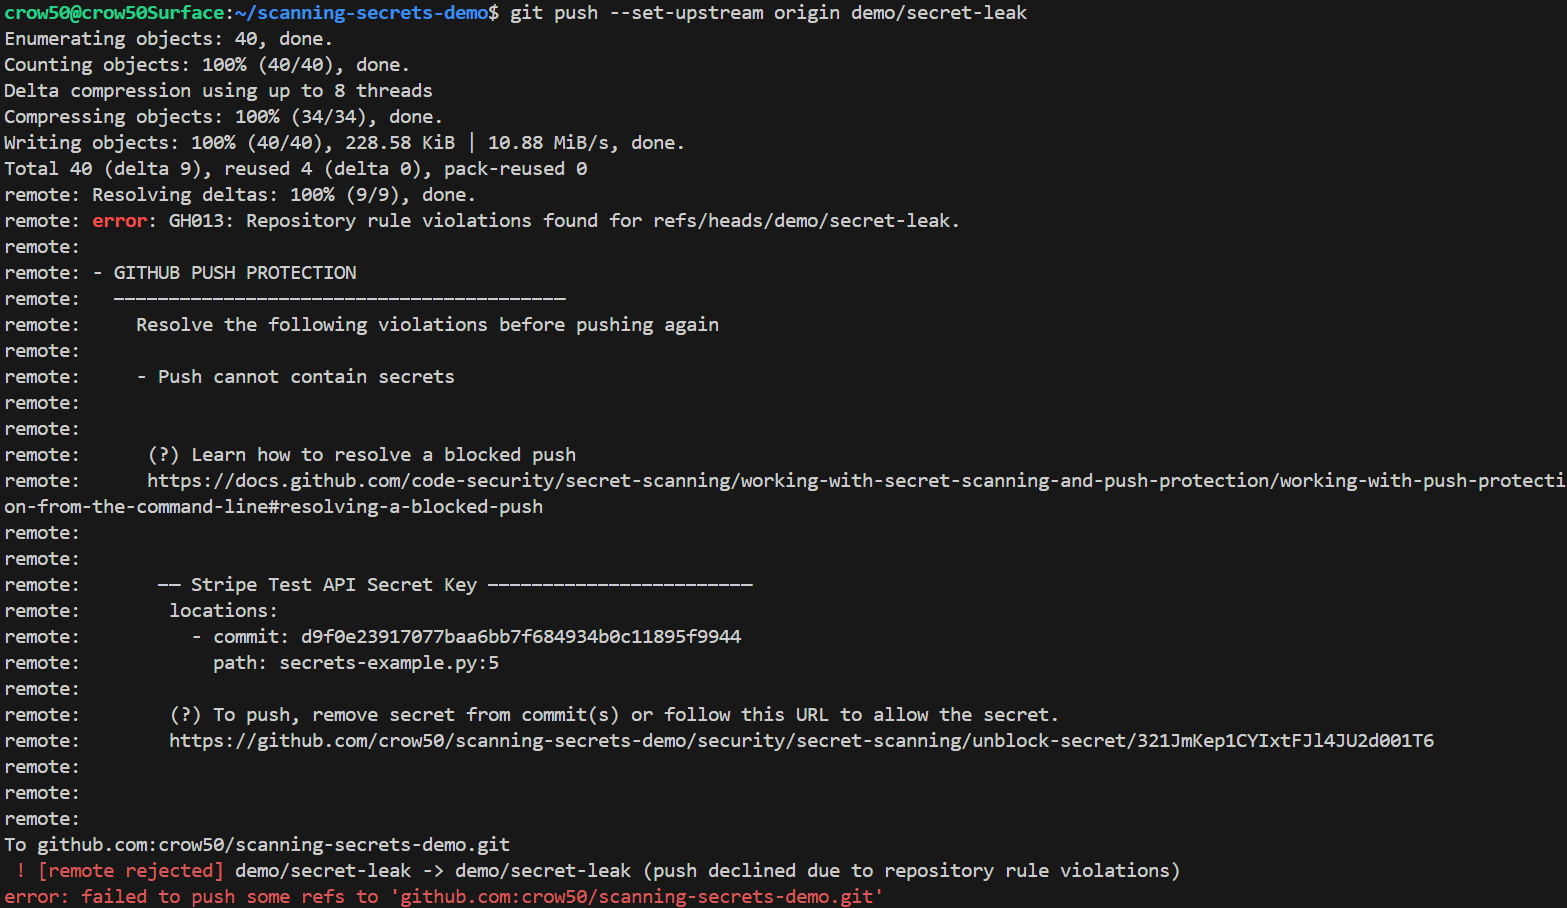 crow50@crow50Surface:~/scanning-secrets-demo$ git push --set-upstream origin demo/secret-leak
Enumerating objects: 40, done.
Counting objects: 100% (40/40), done.
Delta compression using up to 8 threads
Compressing objects: 100% (34/34), done.
Writing objects: 100% (40/40), 228.58 KiB | 10.88 MiB/s, done.
Total 40 (delta 9), reused 4 (delta 0), pack-reused 0
remote: Resolving deltas: 100% (9/9), done.
remote: error: GH013: Repository rule violations found for refs/heads/demo/secret-leak.
remote:
remote: - GITHUB PUSH PROTECTION
remote:   —————————————————————————————————————————
remote:     Resolve the following violations before pushing again
remote:
remote:     - Push cannot contain secrets
remote:
remote:
remote:      (?) Learn how to resolve a blocked push
remote:      https://docs.github.com/code-security/secret-scanning/working-with-secret-scanning-and-push-protection/working-with-push-protecti
on-from-the-command-line#resolving-a-blocked-push
remote:
remote:
remote:       —— Stripe Test API Secret Key ————————————————————————
remote:        locations:
remote:          - commit: d9f0e23917077baa6bb7f684934b0c11895f9944
remote:            path: secrets-example.py:5
remote:
remote:        (?) To push, remove secret from commit(s) or follow this URL to allow the secret.
remote:        https://github.com/crow50/scanning-secrets-demo/security/secret-scanning/unblock-secret/321JmKep1CYIxtFJl4JU2d001T6
remote:
remote:
remote:
To github.com:crow50/scanning-secrets-demo.git
 ! [remote rejected] demo/secret-leak -> demo/secret-leak (push declined due to repository rule violations)
error: failed to push some refs to 'github.com:crow50/scanning-secrets-demo.git'